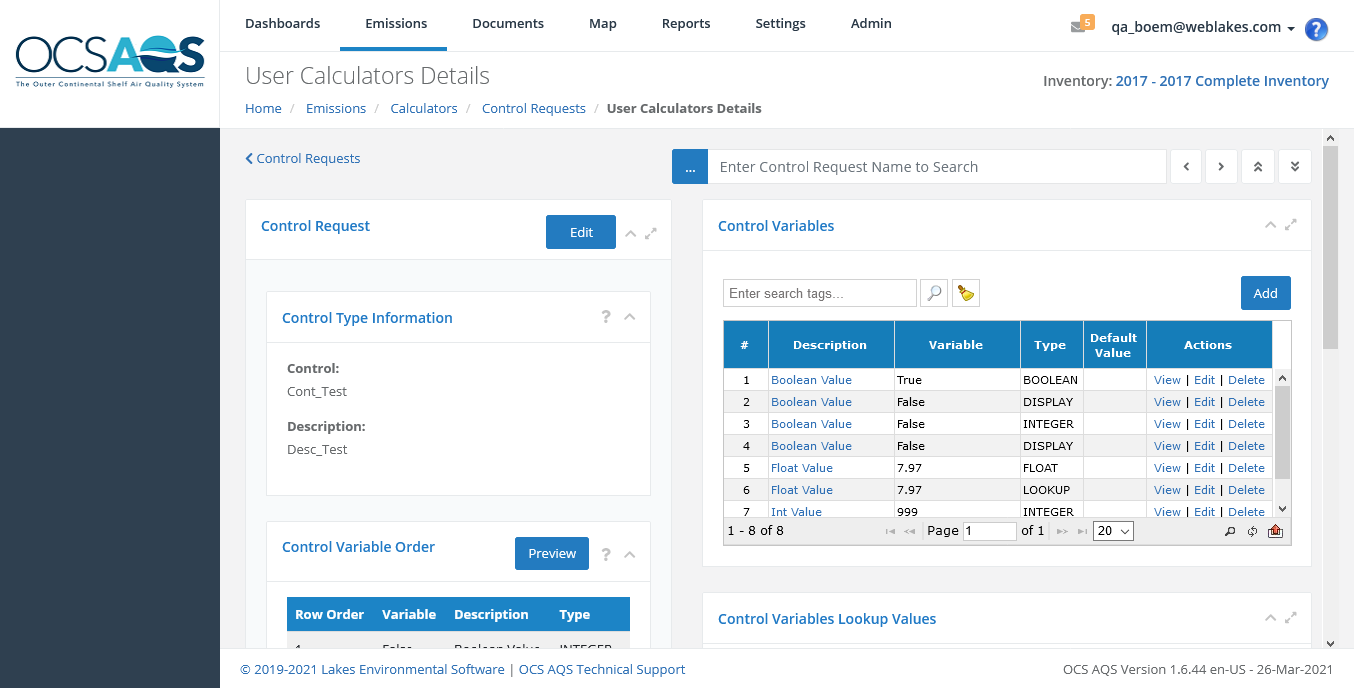 OCSAQS
The Outer Continental Shelf Air Quality System
Dashboards Emissions Documents Map Reports Settings Admin
5 qa_boem@weblakes.com ?
User Calculators Details
Inventory: 2017 - 2017 Complete Inventory
Home / Emissions / Calculators / Control Requests / User Calculators Details
Control Requests
... Enter Control Request Name to Search
Control Request Edit
Control Type Information ?
Control:
Cont_Test
Description:
Desc_Test
Control Variable Order Preview ?
Row Order Variable Description Type
1 False Boolean Value INTEGER
Control Variables
Enter search tags... Add
# Description Variable Type Default Value Actions
1 Boolean Value True BOOLEAN View | Edit | Delete
2 Boolean Value False DISPLAY View | Edit | Delete
3 Boolean Value False INTEGER View | Edit | Delete
4 Boolean Value False DISPLAY View | Edit | Delete
5 Float Value 7.97 FLOAT View | Edit | Delete
6 Float Value 7.97 LOOKUP View | Edit | Delete
7 Int Value 999 INTEGER View | Edit | Delete
1 - 8 of 8 Page 1 of 1 20
Control Variables Lookup Values
© 2019-2021 Lakes Environmental Software | OCS AQS Technical Support
OCS AQS Version 1.6.44 en-US - 26-Mar-2021